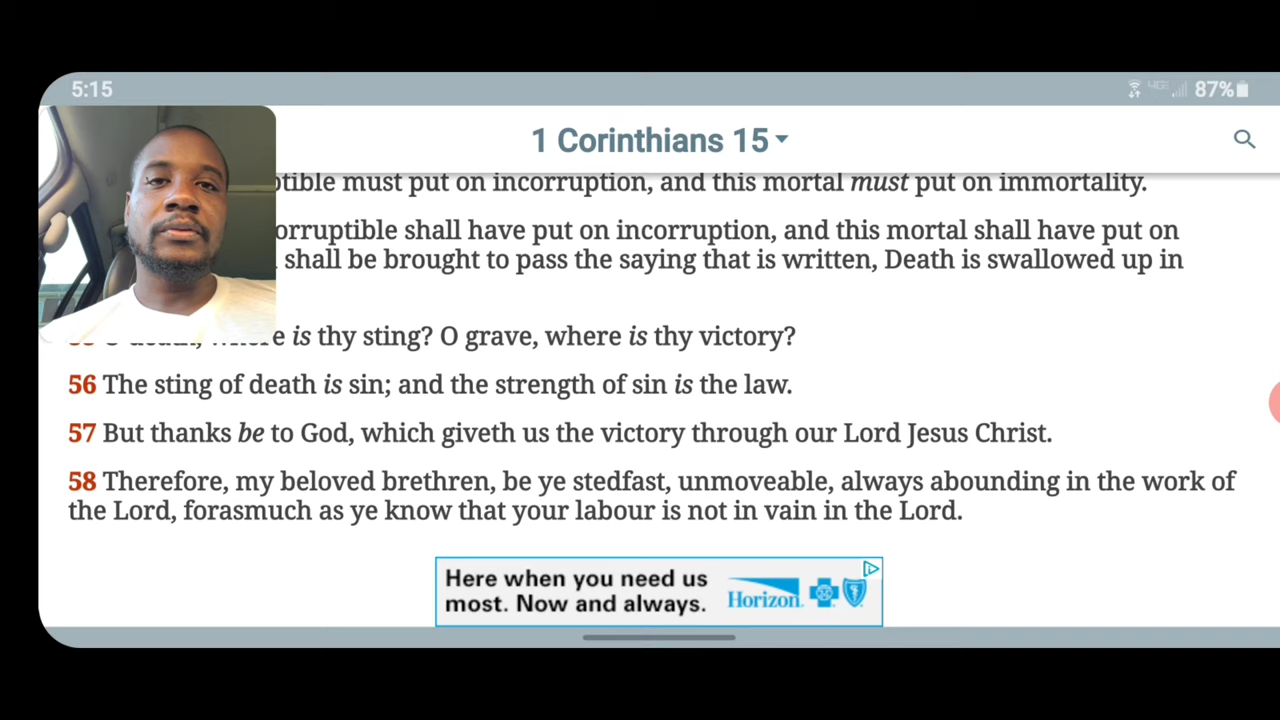 5:15
4GE 87%
1 Corinthians 15
ptible must put on incorruption, and this mortal must put on immortality.
orruptible shall have put on incorruption, and this mortal shall have put on
shall be brought to pass the saying that is written, Death is swallowed up in
is thy sting? O grave, where is thy victory?
56 The sting of death is sin; and the strength of sin is the law.
57 But thanks be to God, which giveth us the victory through our Lord Jesus Christ.
58 Therefore, my beloved brethren, be ye stedfast, unmoveable, always abounding in the work of
the Lord, forasmuch as ye know that your labour is not in vain in the Lord.
Here when you need us
most. Now and always.
Horizon